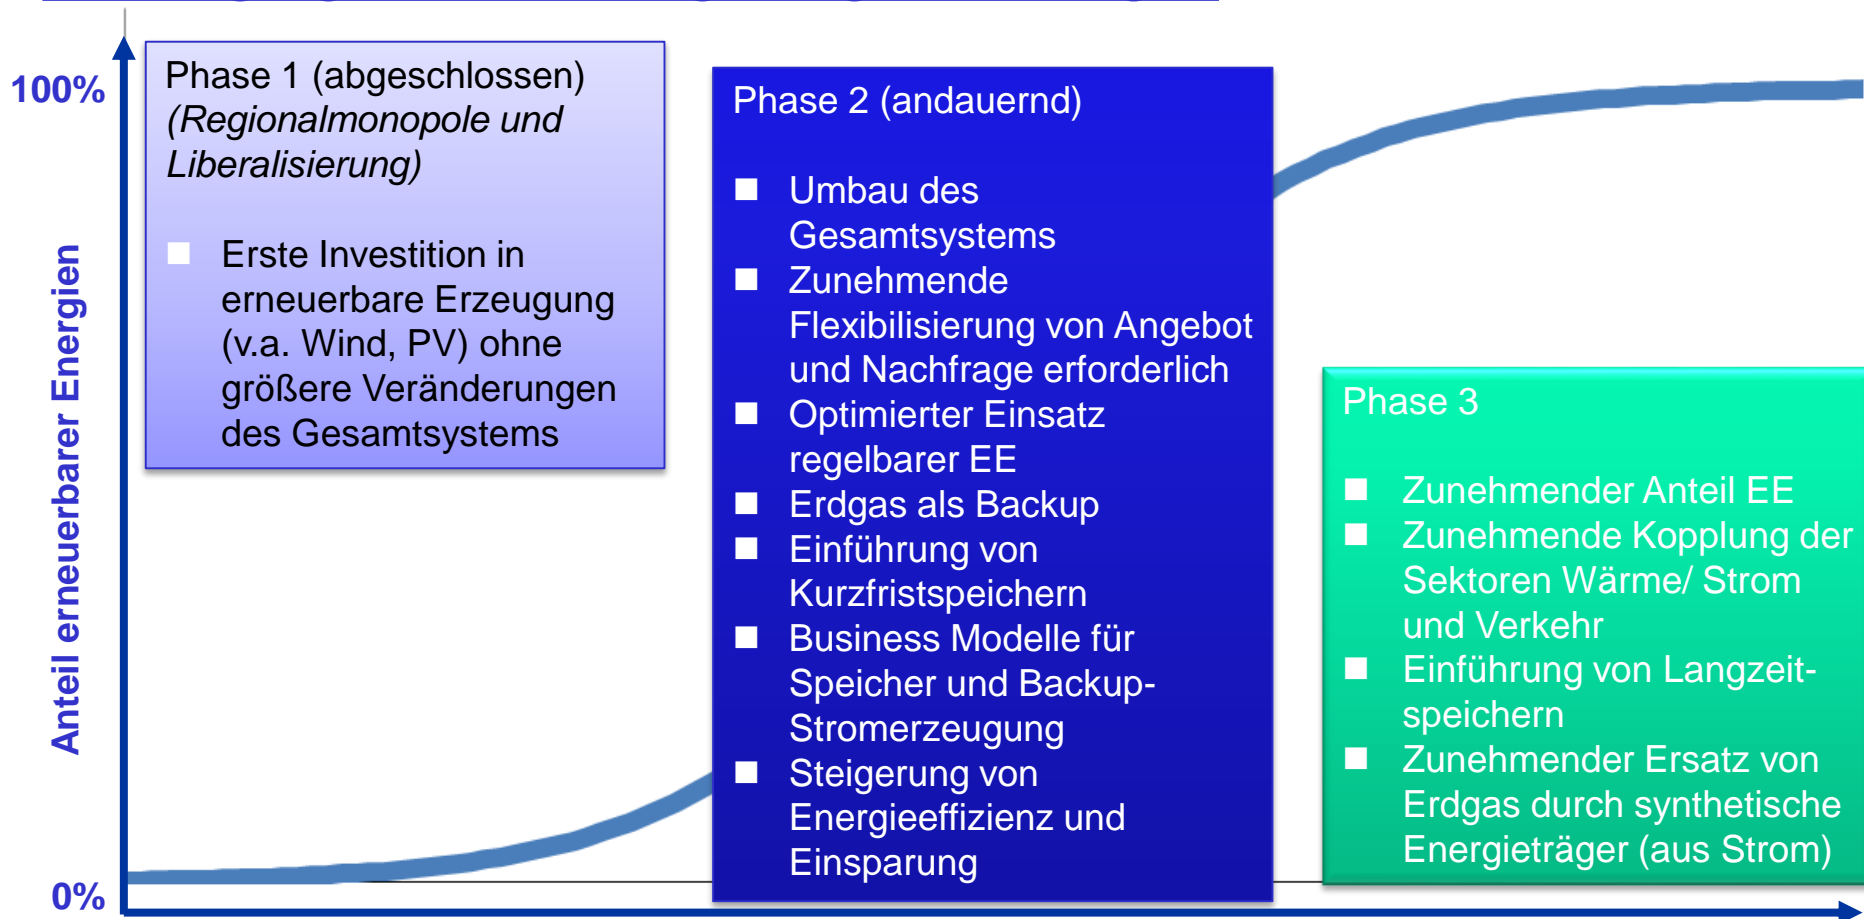 100%
0%
Anteil erneuerbarer Energien
Phase 1 (abgeschlossen)
(Regionalmonopole und
Liberalisierung)
Erste Investition in
erneuerbare Erzeugung
(v.a. Wind, PV) ohne
größere Veränderungen
des Gesamtsystems
Phase 2 (andauernd)
Umbau des
Gesamtsystems
Zunehmende
Flexibilisierung von Angebot
und Nachfrage erforderlich
Optimierter Einsatz
regelbarer EE
Erdgas als Backup
Einführung von
Kurzfristspeichern
Business Modelle für
Speicher und Backup-
Stromerzeugung
Steigerung von
Energieeffizienz und
Einsparung
Phase 3
Zunehmender Anteil EE
Zunehmende Kopplung der
Sektoren Wärme/ Strom
und Verkehr
Einführung von Langzeit-
speichern
Zunehmender Ersatz von
Erdgas durch synthetische
Energieträger (aus Strom)